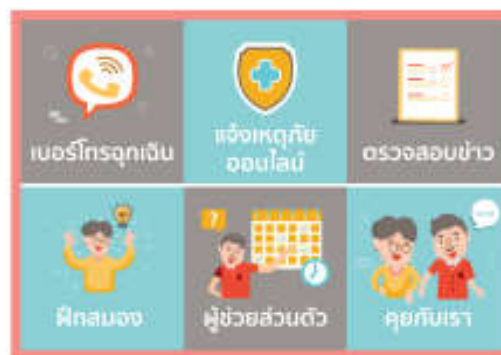 เบอร์โทรฉุกเฉิน
แจ้งเหตุภัย
ออนไลน์
ตรวจสอบข่าว
ฝึกสมอง
ผู้ช่วยส่วนตัว
คุยกับเรา